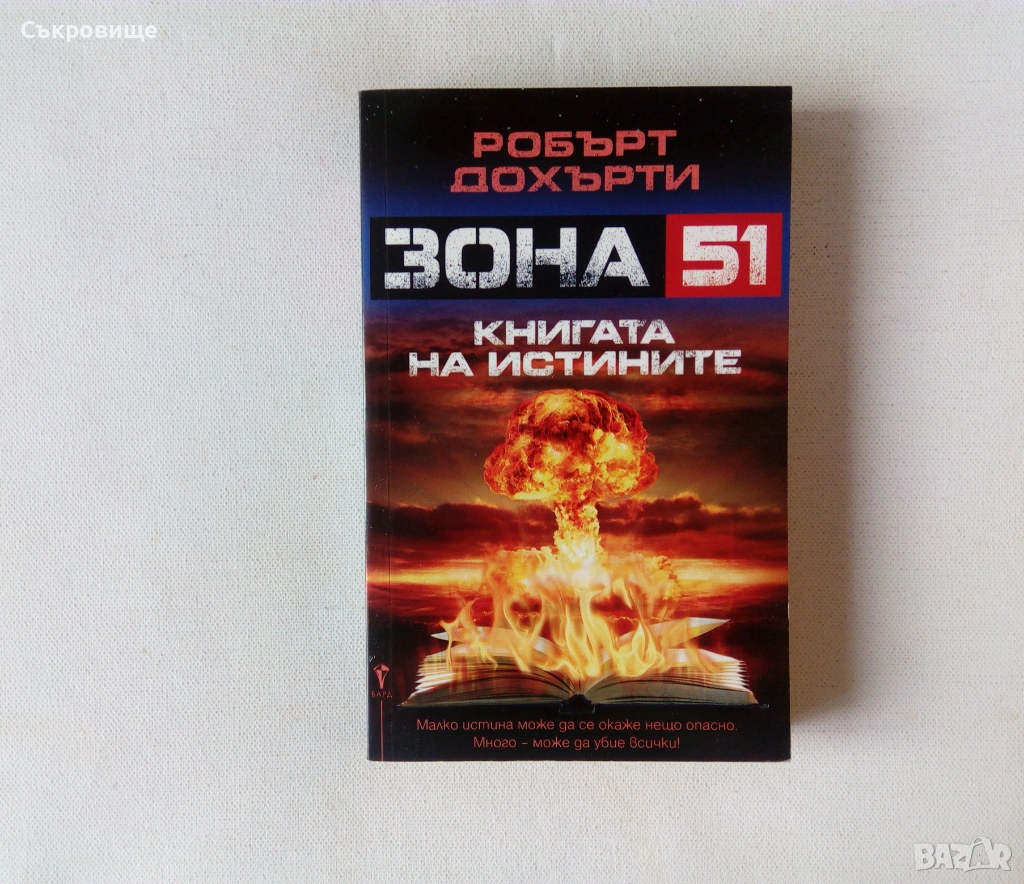 Съкровище
РОБЪРТ
ДОХЪРТИ
ЗОНА 51
КНИГАТА
НА ИСТИНИТЕ
БАРД
Малко истина може да се окаже нещо опасно.
Много – може да убие всички!
BAZAR